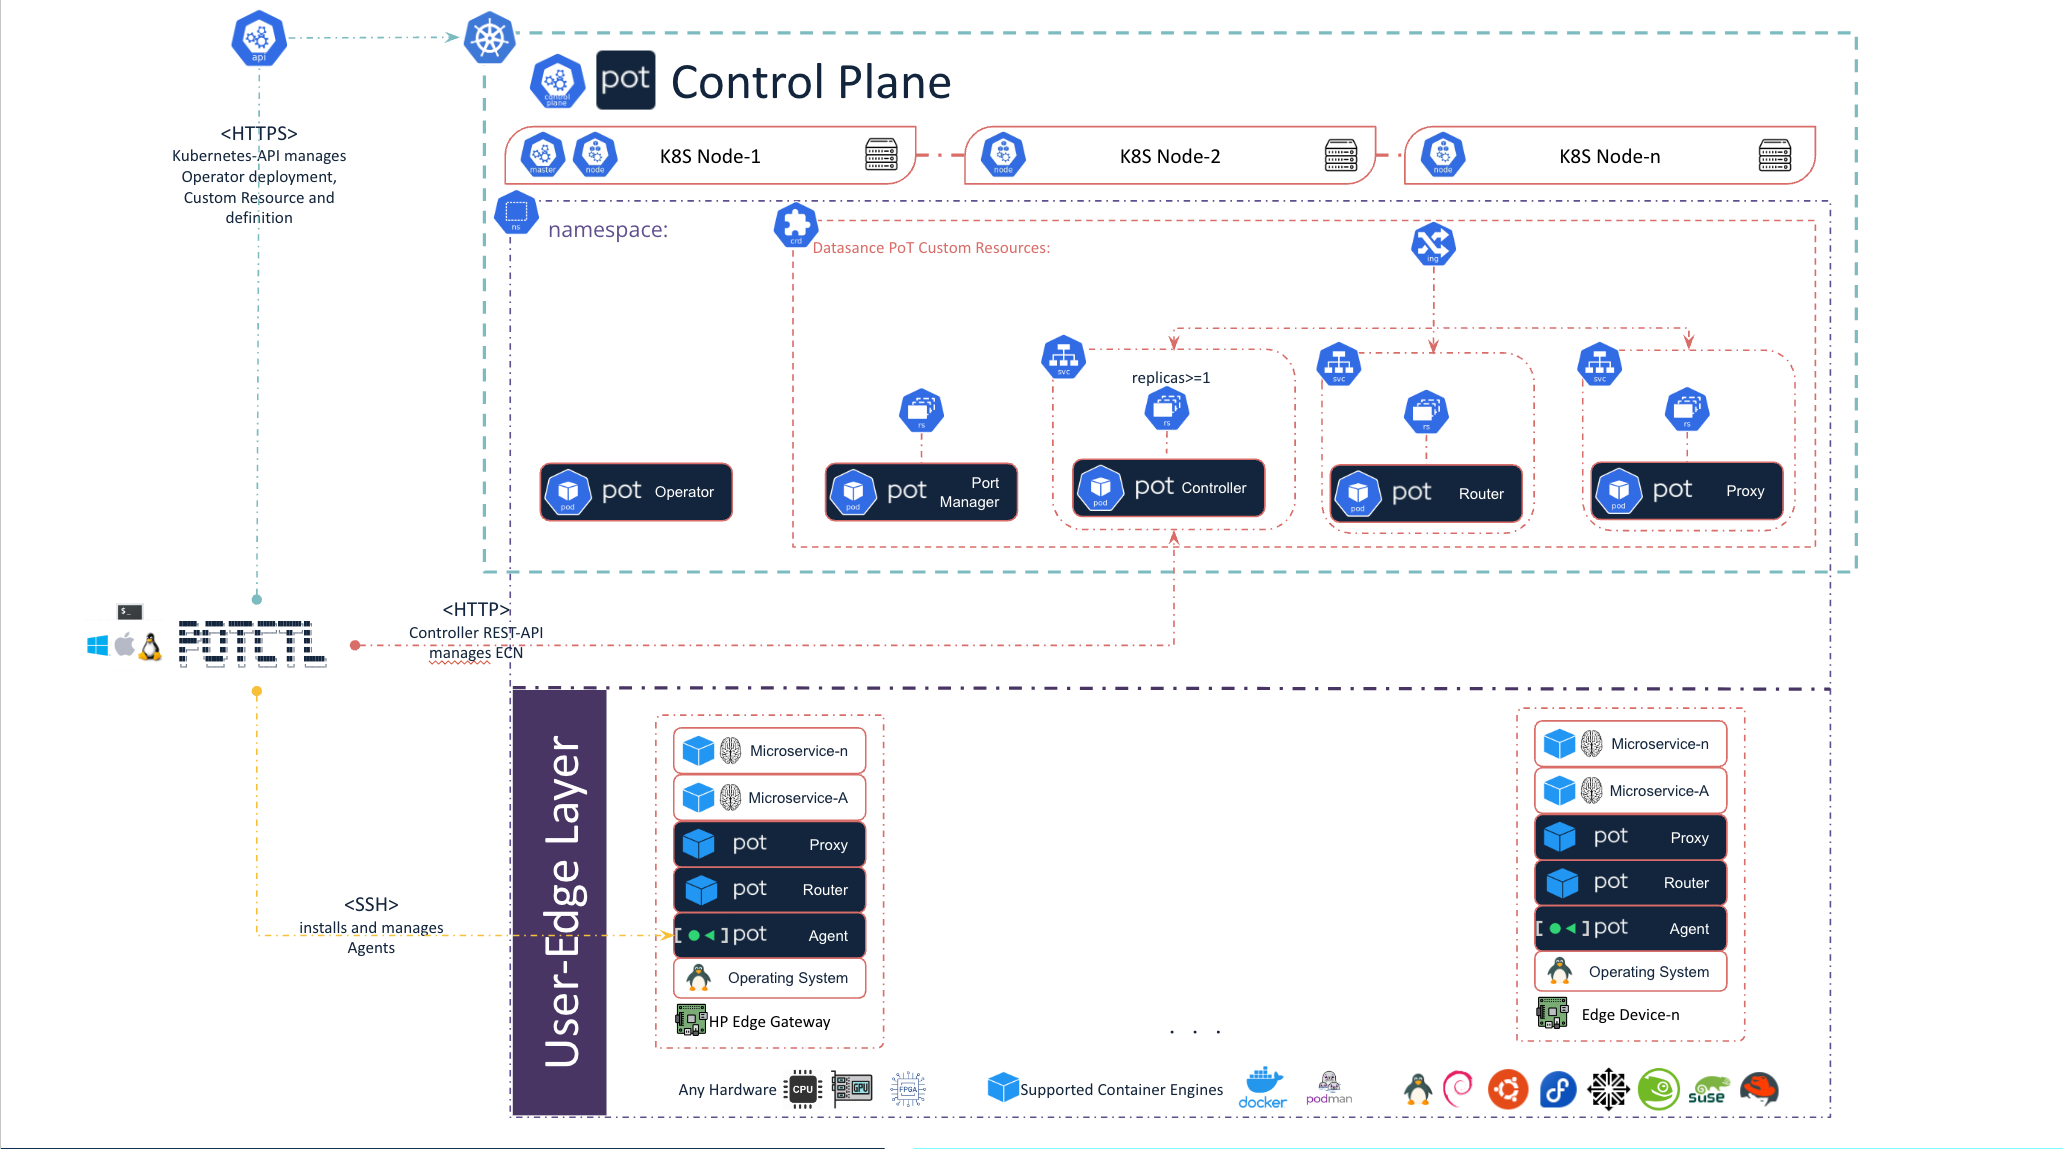 api
<HTTPS>
Kubernetes-API manages
Operator deployment,
Custom Resource and
definition
control
plane
pot
Control Plane
master
node
K8S Node-1
node
K8S Node-2
node
K8S Node-n
ns
namespace:
crd
Datasance PoT Custom Resources:
ing
svc
replicas>=1
rs
svc
rs
svc
rs
rs
pod
pot
Operator
pod
pot
Port
Manager
pod
pot
Controller
pod
pot
Router
pod
pot
Proxy
$_
POTCTL
<HTTP>
Controller REST-API
manages ECN
User-Edge Layer
<SSH>
installs and manages
Agents
Microservice-n
Microservice-A
pot
Proxy
pot
Router
[ ]pot
Agent
Operating System
HP Edge Gateway
. . .
Microservice-n
Microservice-A
pot
Proxy
pot
Router
[ ]pot
Agent
Operating System
Edge Device-n
Any Hardware
CPU
GPU
FPGA
Supported Container Engines
docker
podman
suse